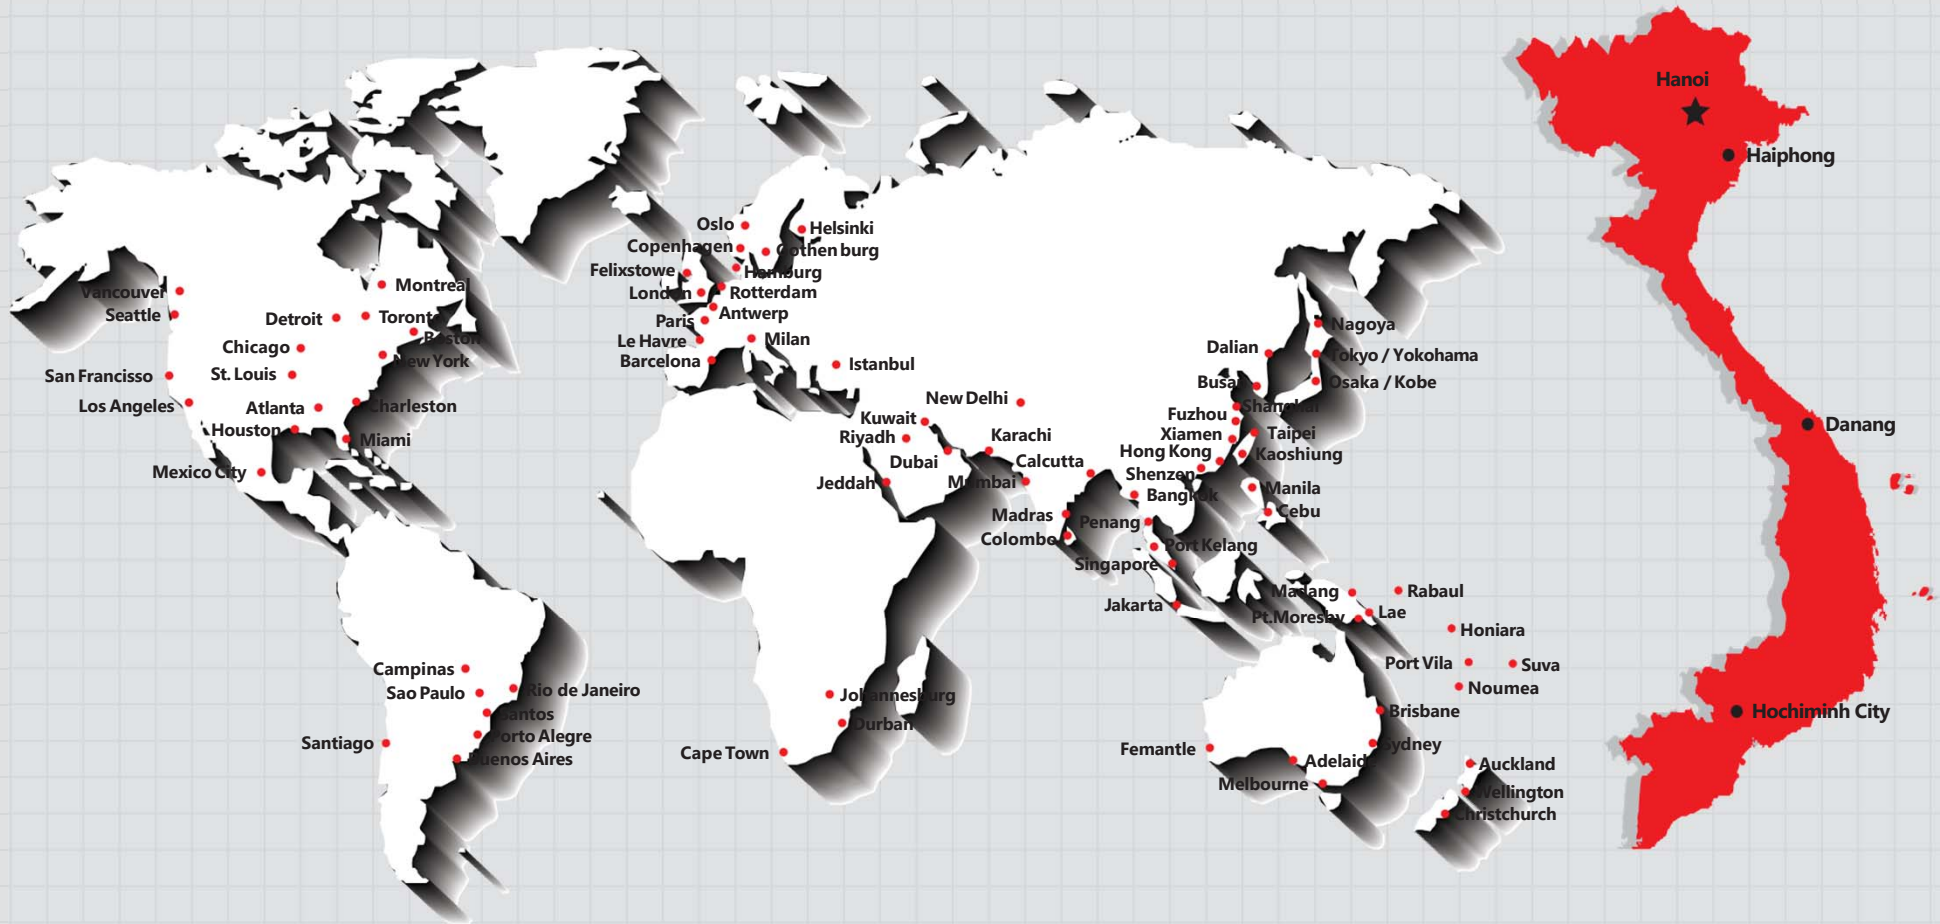 Hanoi
Haiphong
Danang
Hochiminh City
Oslo
Helsinki
Copenhagen
Gothen burg
Felixstowe
Hamburg
London
Rotterdam
Antwerp
Paris
Le Havre
Milan
Barcelona
Istanbul
Vancouver
Montreal
Seattle
Detroit
Toronto
Boston
Chicago
New York
San Francisso
St. Louis
Los Angeles
Atlanta
Charleston
Houston
Miami
Mexico City
New Delhi
Kuwait
Riyadh
Karachi
Dubai
Calcutta
Jeddah
Mumbai
Madras
Colombo
Nagoya
Dalian
Tokyo / Yokohama
Busan
Osaka / Kobe
Shanghai
Fuzhou
Xiamen
Taipei
Hong Kong
Kaoshiung
Shenzen
Bangkok
Manila
Cebu
Penang
Port Kelang
Singapore
Jakarta
Madang
Rabaul
Pt.Moresby
Lae
Honiara
Port Vila
Suva
Noumea
Campinas
Sao Paulo
Rio de Janeiro
Santos
Porto Alegre
Santiago
Buenos Aires
Johannesburg
Durban
Cape Town
Brisbane
Femantle
Sydney
Adelaide
Melbourne
Auckland
Wellington
Christchurch